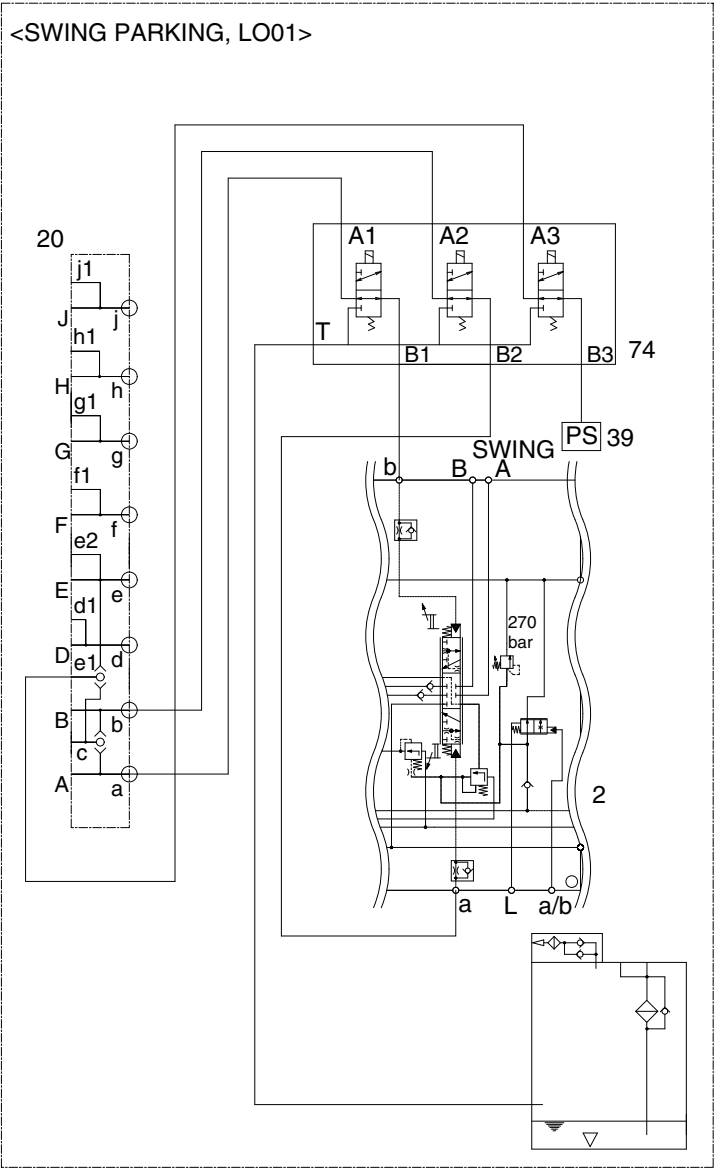 <SWING PARKING, LO01>
20
A1 A2 A3
T
B1 B2 B3
74
j1
J j
h1
H h
g1
G g
f1
F f
e2
E e
d1
D d
e1
B b
c
A a
PS 39
SWING
b B A
270
bar
2
a L a/b